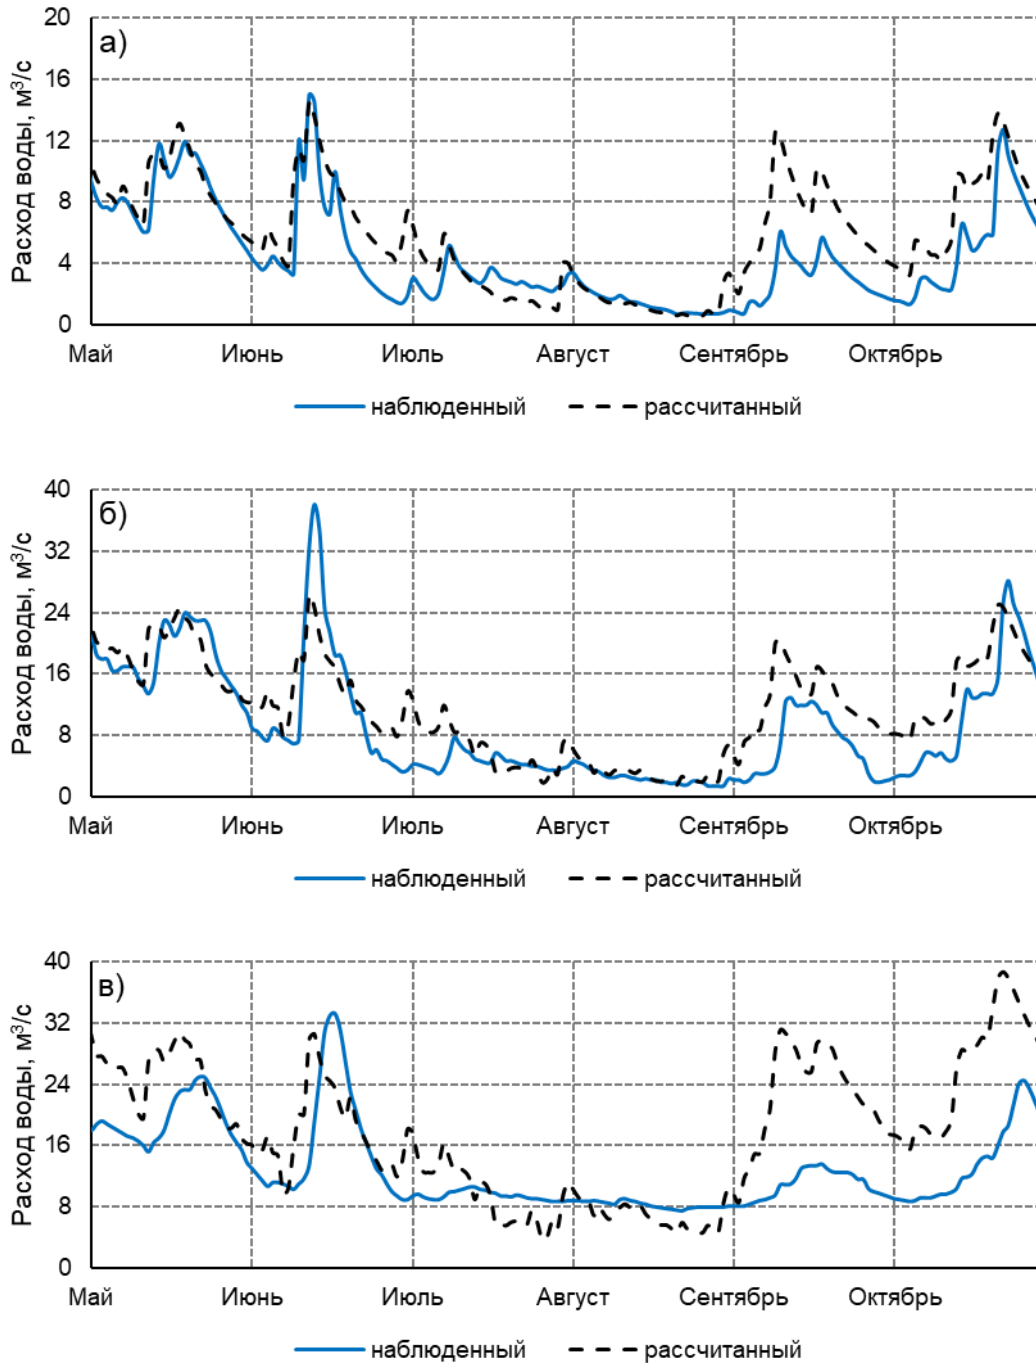 а)
Расход воды, м³/с
20
16
12
8
4
0
Май Июнь Июль Август Сентябрь Октябрь
наблюденный рассчитанный
б)
Расход воды, м³/с
40
32
24
16
8
0
Май Июнь Июль Август Сентябрь Октябрь
наблюденный рассчитанный
в)
Расход воды, м³/с
40
32
24
16
8
0
Май Июнь Июль Август Сентябрь Октябрь
наблюденный рассчитанный